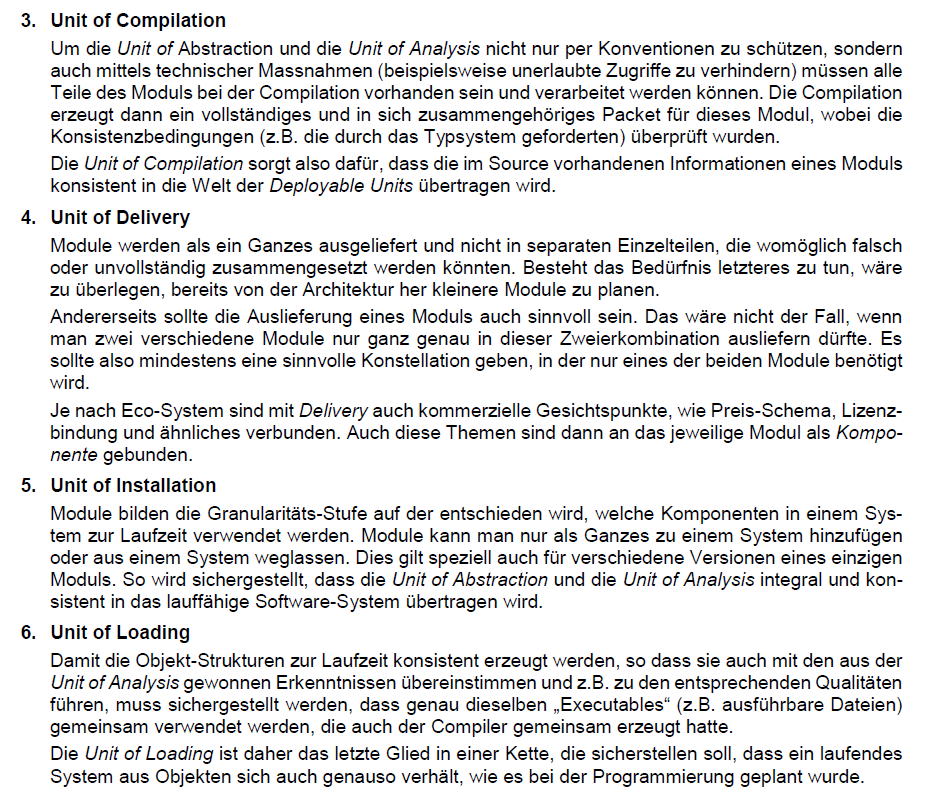 3. Unit of Compilation
Um die Unit of Abstraction und die Unit of Analysis nicht nur per Konventionen zu schützen, sondern
auch mittels technischer Massnahmen (beispielsweise unerlaubte Zugriffe zu verhindern) müssen alle
Teile des Moduls bei der Compilation vorhanden sein und verarbeitet werden können. Die Compilation
erzeugt dann ein vollständiges und in sich zusammengehöriges Packet für dieses Modul, wobei die
Konsistenzbedingungen (z.B. die durch das Typsystem geforderten) überprüft wurden.
Die Unit of Compilation sorgt also dafür, dass die im Source vorhandenen Informationen eines Moduls
konsistent in die Welt der Deployable Units übertragen wird.
4. Unit of Delivery
Module werden als ein Ganzes ausgeliefert und nicht in separaten Einzelteilen, die womöglich falsch
oder unvollständig zusammengesetzt werden könnten. Besteht das Bedürfnis letzteres zu tun, wäre
zu überlegen, bereits von der Architektur her kleinere Module zu planen.
Andererseits sollte die Auslieferung eines Moduls auch sinnvoll sein. Das wäre nicht der Fall, wenn
man zwei verschiedene Module nur ganz genau in dieser Zweierkombination ausliefern dürfte. Es
sollte also mindestens eine sinnvolle Konstellation geben, in der nur eines der beiden Module benötigt
wird.
Je nach Eco-System sind mit Delivery auch kommerzielle Gesichtspunkte, wie Preis-Schema, Lizenz-
bindung und ähnliches verbunden. Auch diese Themen sind dann an das jeweilige Modul als Kompo-
nente gebunden.
5. Unit of Installation
Module bilden die Granularitäts-Stufe auf der entschieden wird, welche Komponenten in einem Sys-
tem zur Laufzeit verwendet werden. Module kann man nur als Ganzes zu einem System hinzufügen
oder aus einem System weglassen. Dies gilt speziell auch für verschiedene Versionen eines einzigen
Moduls. So wird sichergestellt, dass die Unit of Abstraction und die Unit of Analysis integral und kon-
sistent in das lauffähige Software-System übertragen wird.
6. Unit of Loading
Damit die Objekt-Strukturen zur Laufzeit konsistent erzeugt werden, so dass sie auch mit den aus der
Unit of Analysis gewonnen Erkenntnissen übereinstimmen und z.B. zu den entsprechenden Qualitäten
führen, muss sichergestellt werden, dass genau dieselben „Executables“ (z.B. ausführbare Dateien)
gemeinsam verwendet werden, die auch der Compiler gemeinsam erzeugt hatte.
Die Unit of Loading ist daher das letzte Glied in einer Kette, die sicherstellen soll, dass ein laufendes
System aus Objekten sich auch genauso verhält, wie es bei der Programmierung geplant wurde.